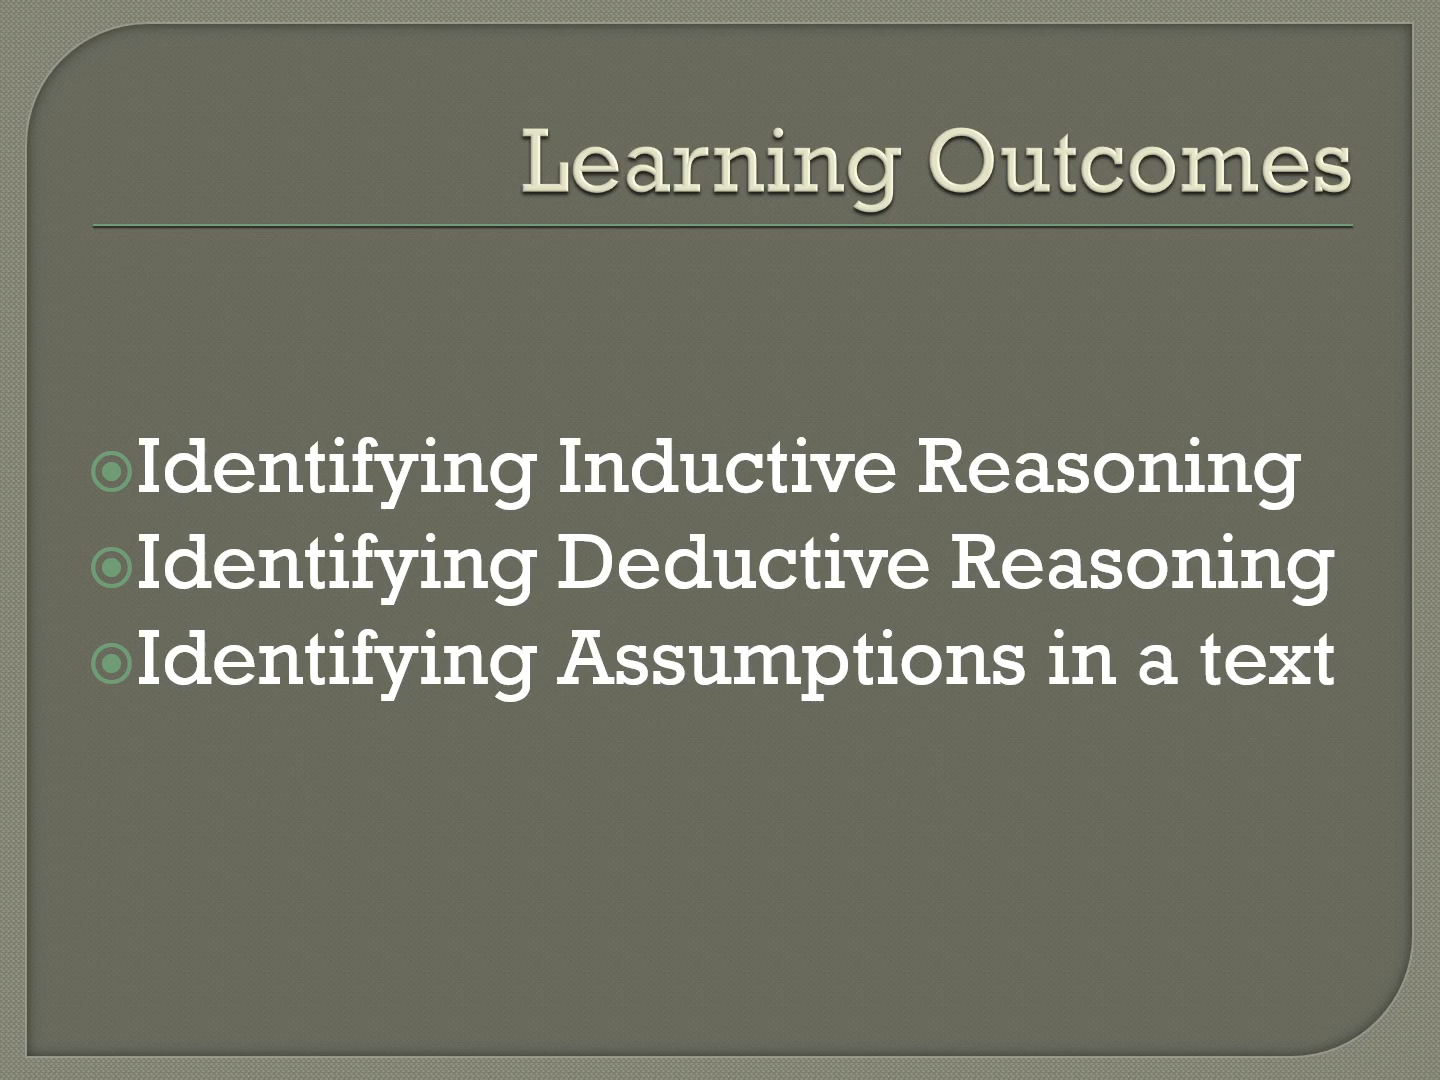 Learning Outcomes
Identifying Inductive Reasoning
Identifying Deductive Reasoning
Identifying Assumptions in a text